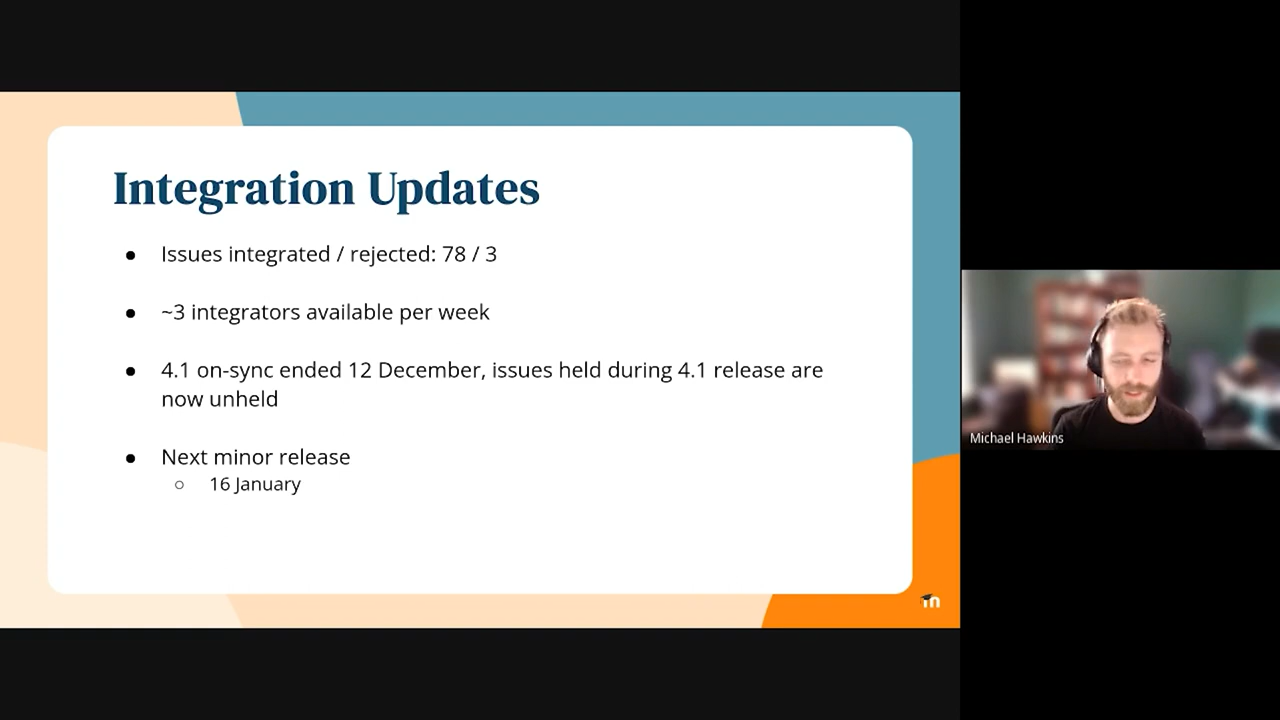 Integration Updates
● Issues integrated / rejected: 78 / 3
● ~3 integrators available per week
● 4.1 on-sync ended 12 December, issues held during 4.1 release are
now unheld
● Next minor release
○ 16 January
m
Michael Hawkins